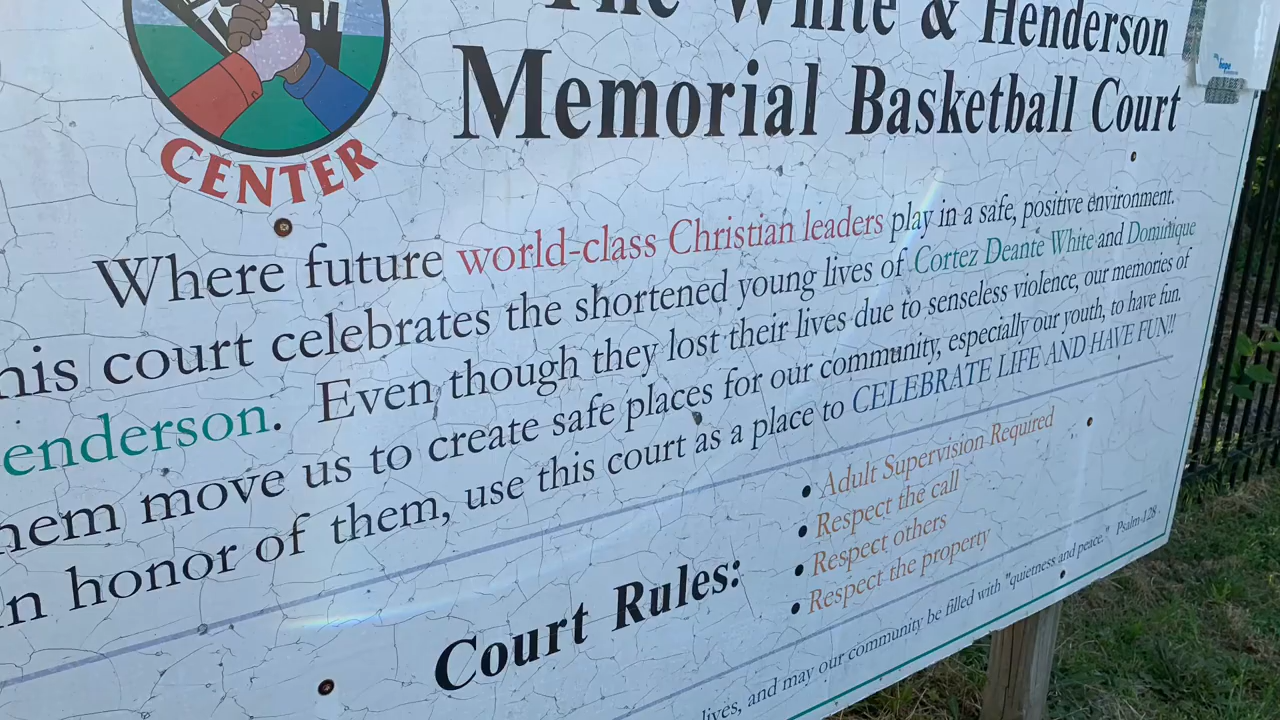 The White & Henderson
Memorial Basketball Court
CENTER
Where future world-class Christian leaders play in a safe, positive environment.
his court celebrates the shortened young lives of Cortez Deante White and Dominique
enderson. Even though they lost their lives due to senseless violence, our memories of
hem move us to create safe places for our community, especially our youth, to have fun.
in honor of them, use this court as a place to CELEBRATE LIFE AND HAVE FUN!!
Court Rules:
• Adult Supervision Required
• Respect the call
• Respect others
• Respect the property
lives, and may our community be filled with "quietness and peace." Psalm 128